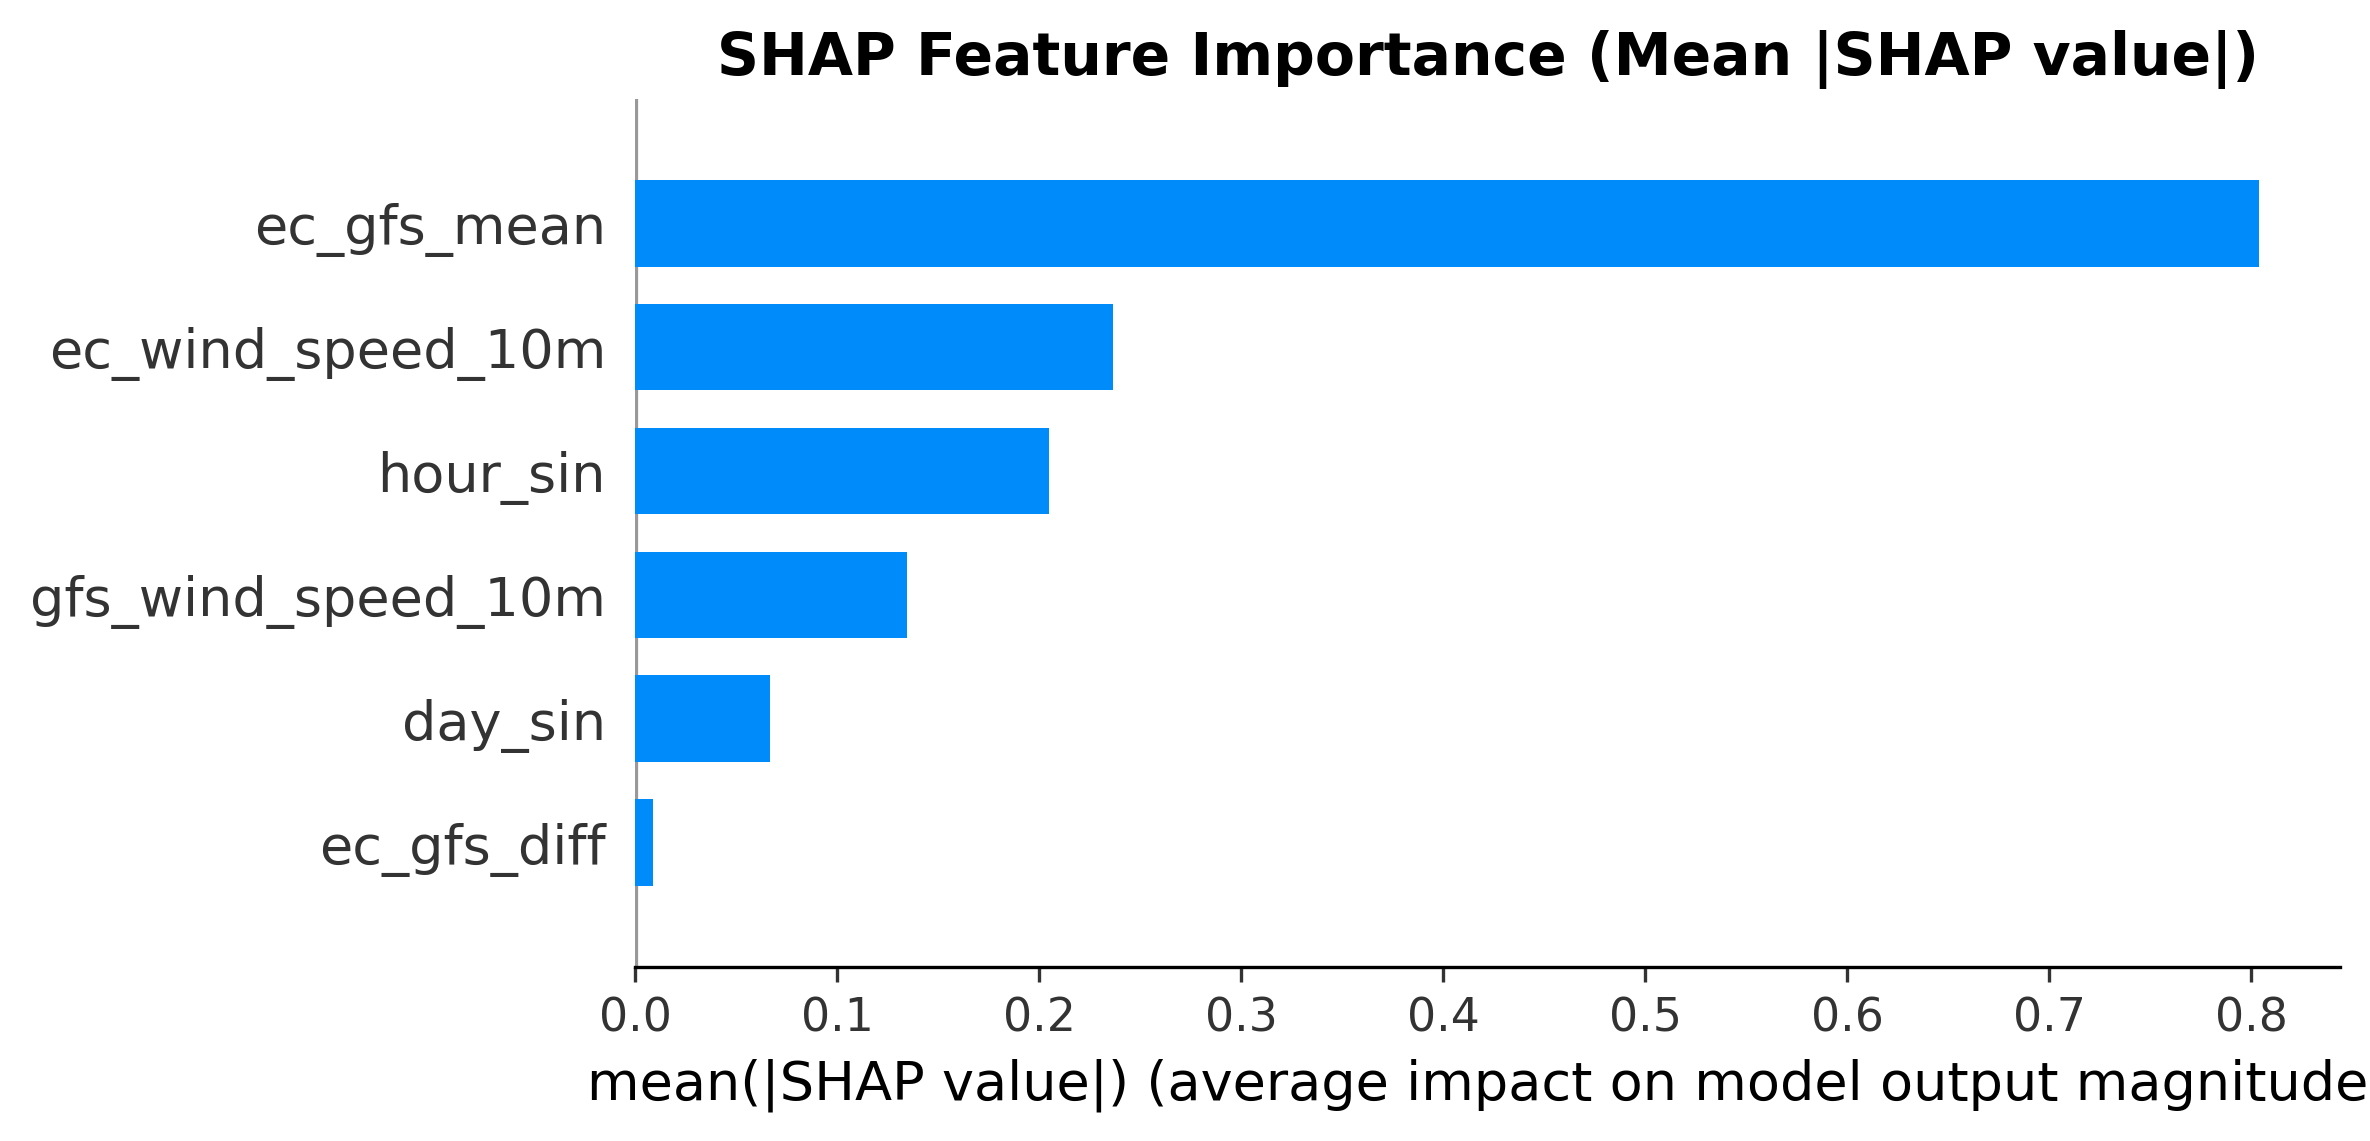 SHAP Feature Importance (Mean |SHAP value|)
ec_gfs_mean
ec_wind_speed_10m
hour_sin
gfs_wind_speed_10m
day_sin
ec_gfs_diff
0.0 0.1 0.2 0.3 0.4 0.5 0.6 0.7 0.8
mean(|SHAP value|) (average impact on model output magnitude